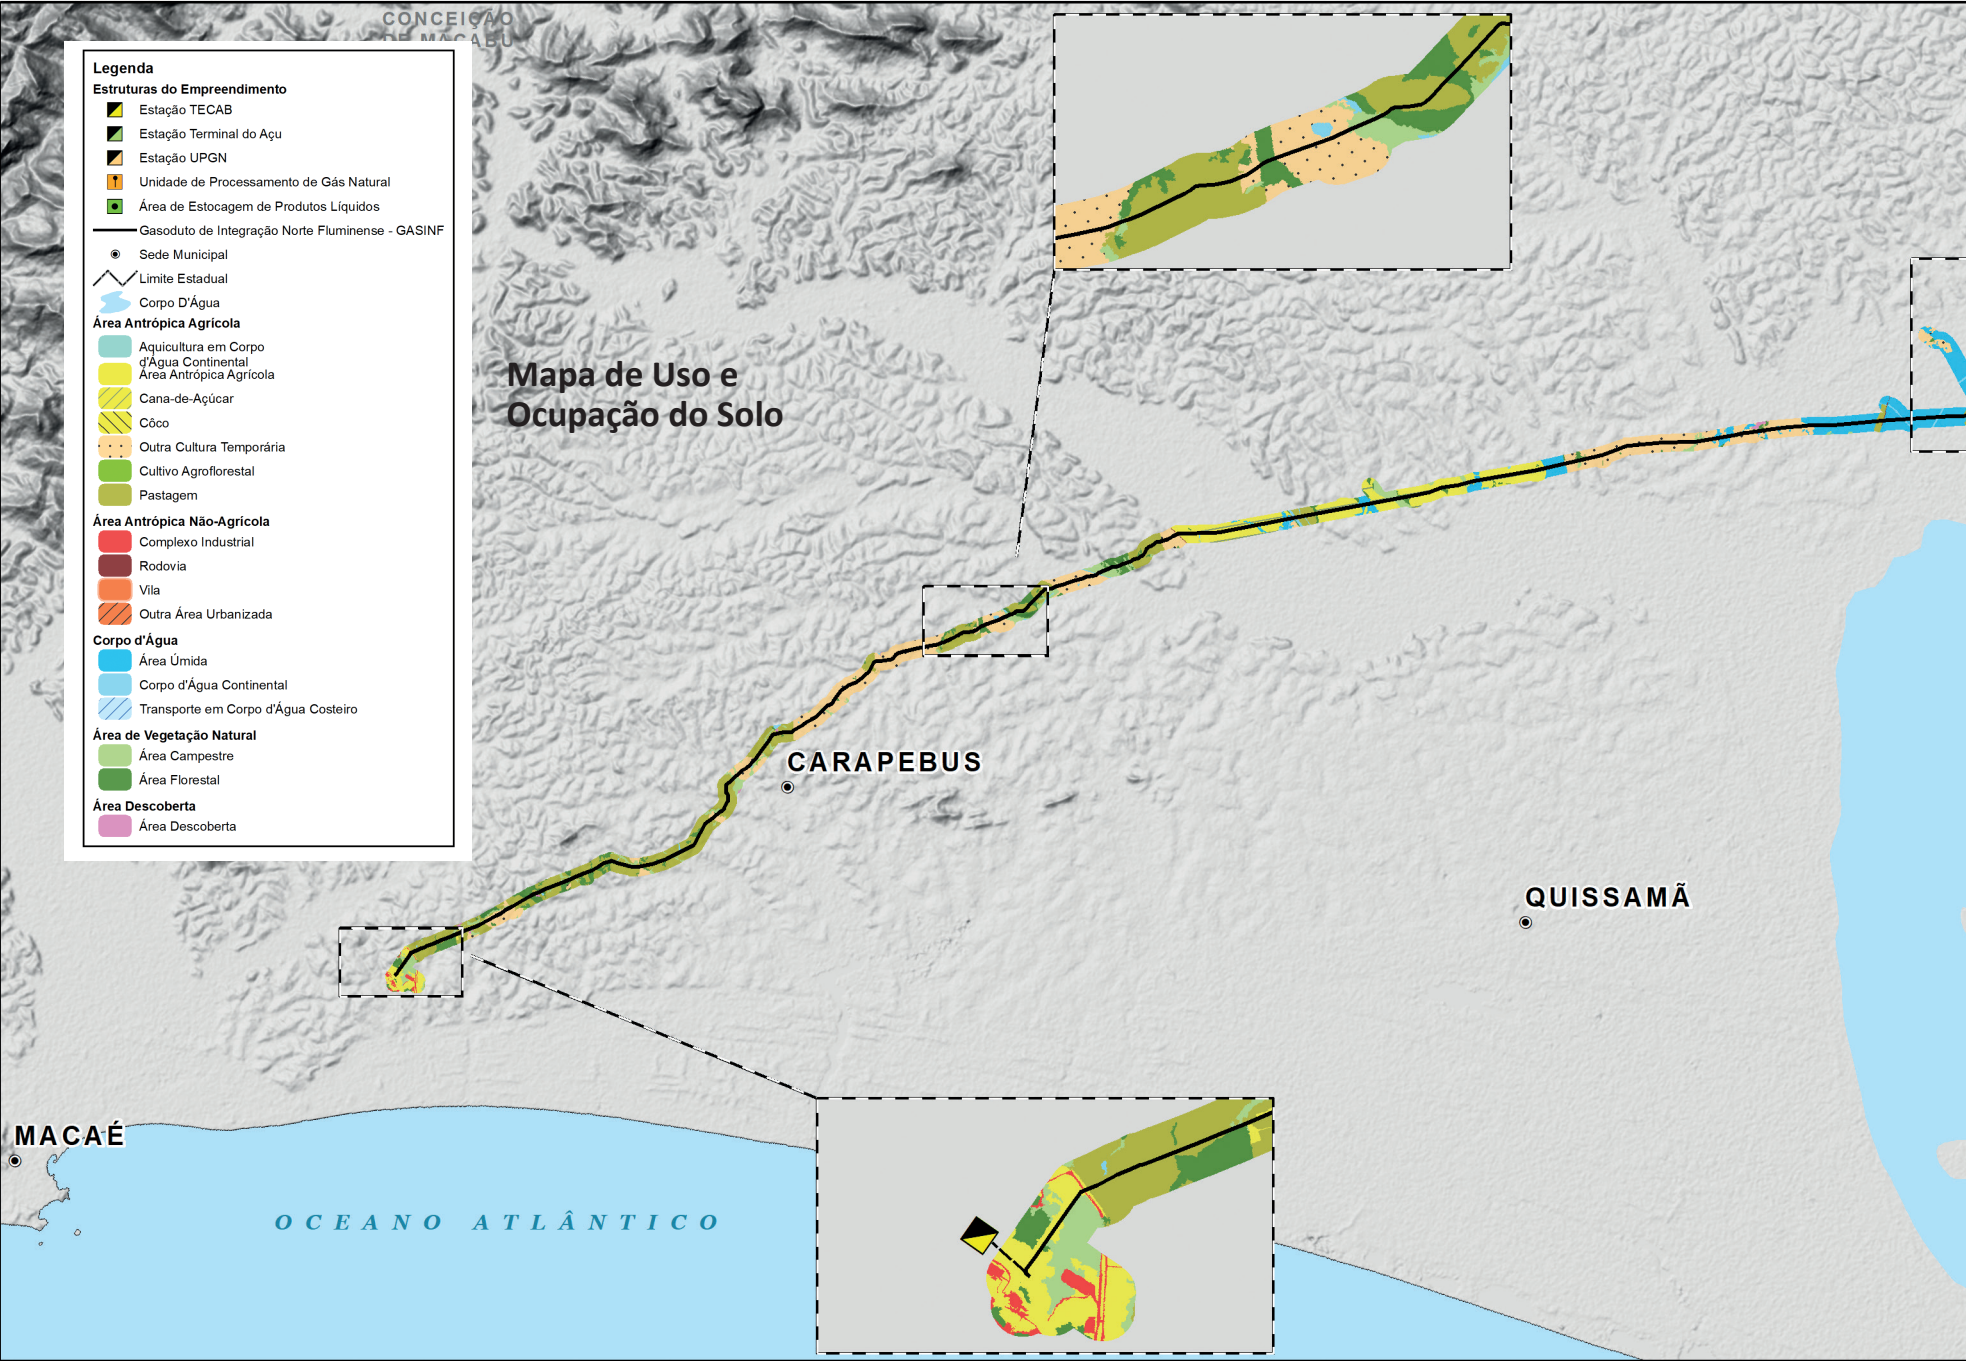 CONCEIÇÃO
DE MACABU
Legenda
Estruturas do Empreendimento
Estação TECAB
Estação Terminal do Açu
Estação UPGN
Unidade de Processamento de Gás Natural
Área de Estocagem de Produtos Líquidos
Gasoduto de Integração Norte Fluminense - GASINF
Sede Municipal
Limite Estadual
Corpo D'Água
Área Antrópica Agrícola
Aquicultura em Corpo
d'Água Continental
Área Antrópica Agrícola
Cana-de-Açúcar
Côco
Outra Cultura Temporária
Cultivo Agroflorestal
Pastagem
Área Antrópica Não-Agrícola
Complexo Industrial
Rodovia
Vila
Outra Área Urbanizada
Corpo d'Água
Área Úmida
Corpo d'Água Continental
Transporte em Corpo d'Água Costeiro
Área de Vegetação Natural
Área Campestre
Área Florestal
Área Descoberta
Área Descoberta
Mapa de Uso e
Ocupação do Solo
CARAPEBUS
QUISSAMÃ
MACAÉ
OCEANO ATLÂNTICO